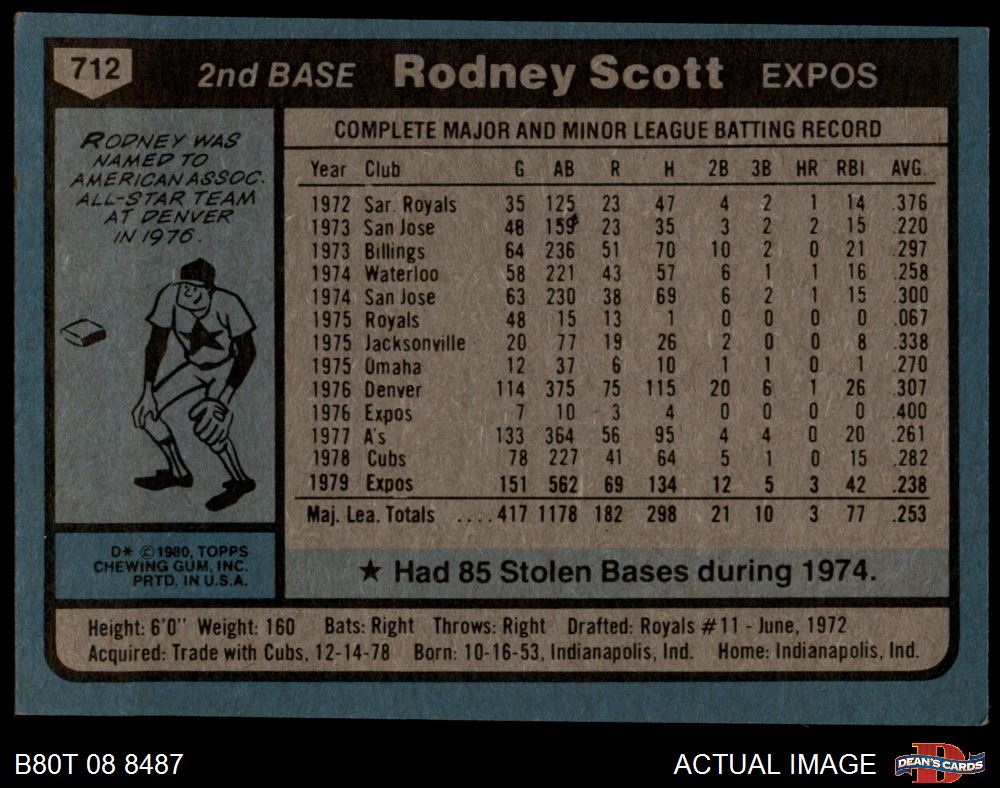 712 2nd BASE Rodney Scott EXPOS
RODNEY WAS
NAMED TO
AMERICAN ASSOC.
ALL-STAR TEAM
AT DENVER
IN 1976.
D* © 1980, TOPPS
CHEWING GUM, INC.
PRTD. IN U.S.A.
COMPLETE MAJOR AND MINOR LEAGUE BATTING RECORD
Year Club G AB R H 2B 3B HR RBI AVG.
1972 Sar. Royals 35 125 23 47 4 2 1 14 .376
1973 San Jose 48 159 23 35 3 2 2 15 .220
1973 Billings 64 236 51 70 10 2 0 21 .297
1974 Waterloo 58 221 43 57 6 1 1 16 .258
1974 San Jose 63 230 38 69 6 2 1 15 .300
1975 Royals 48 15 13 1 0 0 0 0 .067
1975 Jacksonville 20 77 19 26 2 0 0 8 .338
1975 Omaha 12 37 6 10 1 1 0 1 .270
1976 Denver 114 375 75 115 20 6 1 26 .307
1976 Expos 7 10 3 4 0 0 0 0 .400
1977 A's 133 364 56 95 4 4 0 20 .261
1978 Cubs 78 227 41 64 5 1 0 15 .282
1979 Expos 151 562 69 134 12 5 3 42 .238
Maj. Lea. Totals ....417 1178 182 298 21 10 3 77 .253
★ Had 85 Stolen Bases during 1974.
Height: 6'0" Weight: 160 Bats: Right Throws: Right Drafted: Royals #11 - June, 1972
Acquired: Trade with Cubs, 12-14-78 Born: 10-16-53, Indianapolis, Ind. Home: Indianapolis, Ind.
B80T 08 8487 ACTUAL IMAGE D DEAN'S CARDS